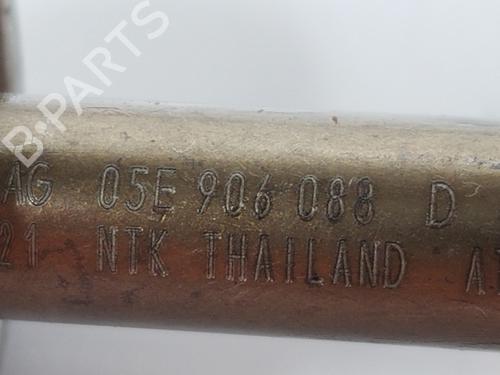 B-PARTS
AG 05E 906 088 D
21 NTK THAILAND A